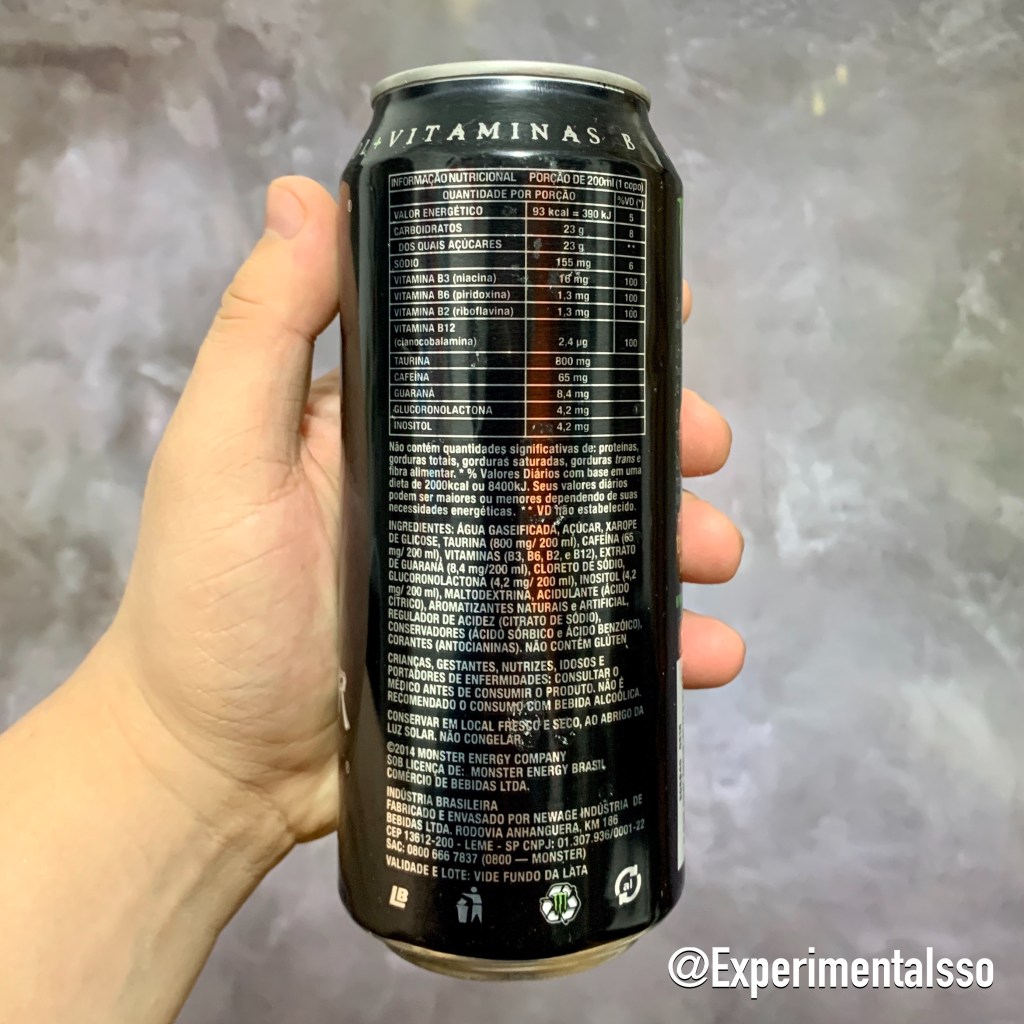 L + VITAMINAS B
INFORMAÇÃO NUTRICIONAL PORÇÃO DE 200ml (1 copo)
QUANTIDADE POR PORÇÃO %VD (*)
VALOR ENERGÉTICO 93 kcal = 390 kJ 5
CARBOIDRATOS 23 g 8
DOS QUAIS AÇÚCARES 23 g **
SÓDIO 155 mg 6
VITAMINA B3 (niacina) 16 mg 100
VITAMINA B6 (piridoxina) 1,3 mg 100
VITAMINA B2 (riboflavina) 1,3 mg 100
VITAMINA B12
(cianocobalamina) 2,4 µg 100
TAURINA 800 mg
CAFEÍNA 65 mg
GUARANÁ 8,4 mg
GLUCORONOLACTONA 4,2 mg
INOSITOL 4,2 mg
Não contém quantidades significativas de: proteínas,
gorduras totais, gorduras saturadas, gorduras trans e
fibra alimentar. * % Valores Diários com base em uma
dieta de 2000kcal ou 8400kJ. Seus valores diários
podem ser maiores ou menores dependendo de suas
necessidades energéticas. ** VD não estabelecido.
INGREDIENTES: ÁGUA GASEIFICADA, AÇÚCAR, XAROPE
DE GLICOSE, TAURINA (800 mg/ 200 ml), CAFEÍNA (65
mg/ 200 ml), VITAMINAS (B3, B6, B2, e B12), EXTRATO
DE GUARANÁ (8,4 mg/200 ml), CLORETO DE SÓDIO,
GLUCORONOLACTONA (4,2 mg/ 200 ml), INOSITOL (4,2
mg/ 200 ml), MALTODEXTRINA, ACIDULANTE (ÁCIDO
CÍTRICO), AROMATIZANTES NATURAIS e ARTIFICIAL,
REGULADOR DE ACIDEZ (CITRATO DE SÓDIO),
CONSERVADORES (ÁCIDO SÓRBICO e ÁCIDO BENZÓICO),
CORANTES (ANTOCIANINAS). NÃO CONTÉM GLÚTEN
CRIANÇAS, GESTANTES, NUTRIZES, IDOSOS E
PORTADORES DE ENFERMIDADES: CONSULTAR O
MÉDICO ANTES DE CONSUMIR O PRODUTO. NÃO É
RECOMENDADO O CONSUMO COM BEBIDA ALCOÓLICA.
CONSERVAR EM LOCAL FRESCO E SECO, AO ABRIGO DA
LUZ SOLAR. NÃO CONGELAR.
©2014 MONSTER ENERGY COMPANY
SOB LICENÇA DE: MONSTER ENERGY BRASIL
COMÉRCIO DE BEBIDAS LTDA.
INDÚSTRIA BRASILEIRA
FABRICADO E ENVASADO POR NEWAGE INDÚSTRIA DE
BEBIDAS LTDA. RODOVIA ANHANGUERA, KM 186
CEP 13612-200 - LEME - SP CNPJ: 01.307.936/0001-22
SAC: 0800 666 7837 (0800 — MONSTER)
VALIDADE E LOTE: VIDE FUNDO DA LATA
LB
al
@Experimentalsso